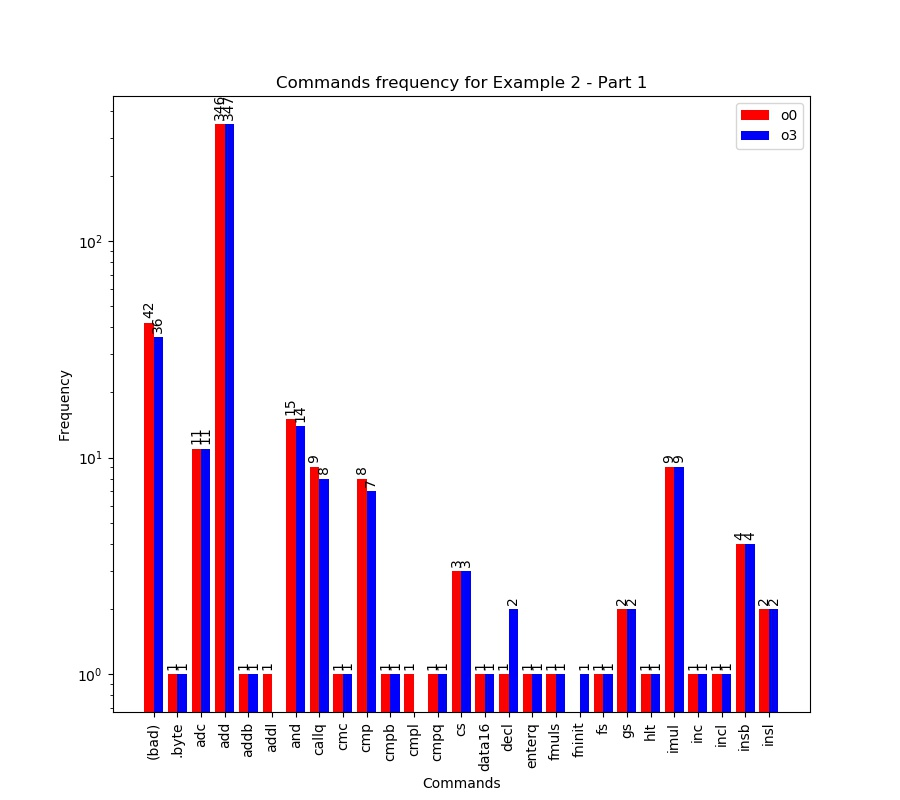 Commands frequency for Example 2 - Part 1
o0
o3
Frequency
10²
10¹
10⁰
42
36
1
1
11
11
346
347
1
1
1
15
14
9
8
1
1
8
7
1
1
1
1
1
3
3
1
1
1
2
1
1
1
1
1
1
1
2
2
1
1
9
9
1
1
1
1
4
4
2
2
(bad)
.byte
adc
add
addb
addl
and
callq
cmc
cmp
cmpb
cmpl
cmpq
cs
data16
decl
enterq
fmuls
fninit
fs
gs
hlt
imul
inc
incl
insb
insl
Commands